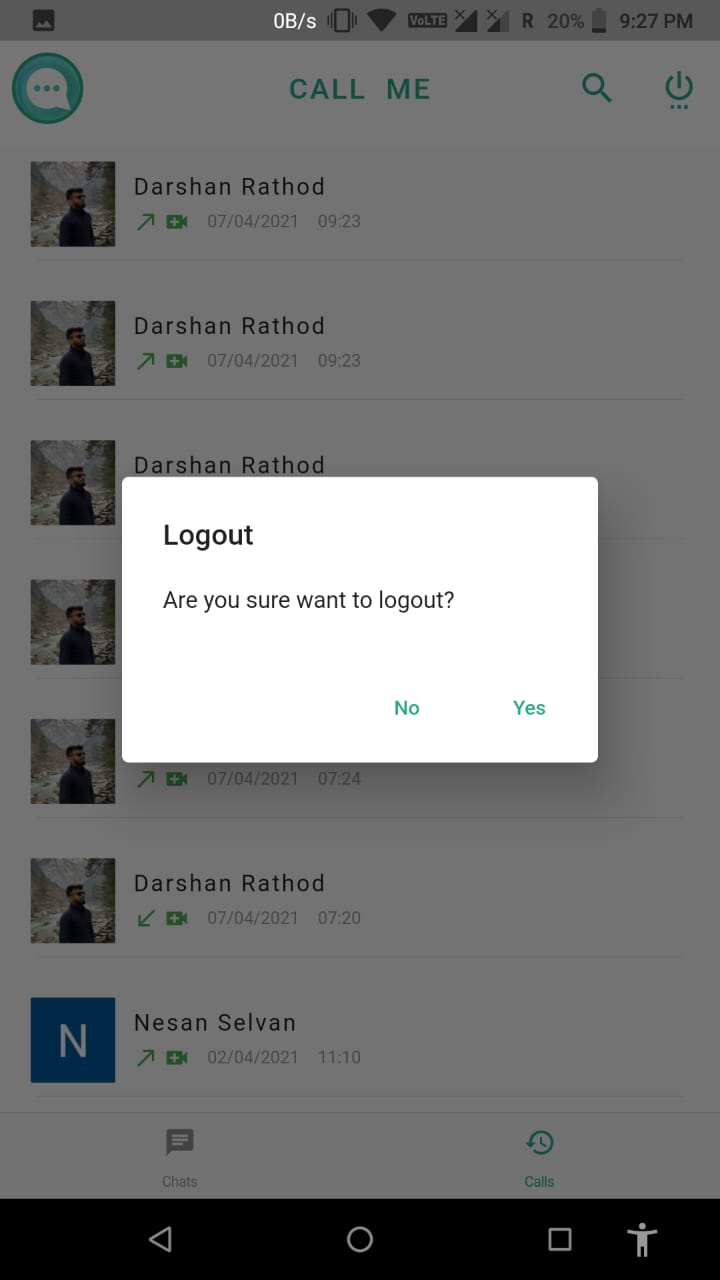 0B/s VoLTE R 20% 9:27 PM
CALL ME
Darshan Rathod
07/04/2021 09:23
Darshan Rathod
07/04/2021 09:23
Darshan Rathod
Logout
Are you sure want to logout?
No Yes
07/04/2021 07:24
Darshan Rathod
07/04/2021 07:20
N
Nesan Selvan
02/04/2021 11:10
Chats Calls